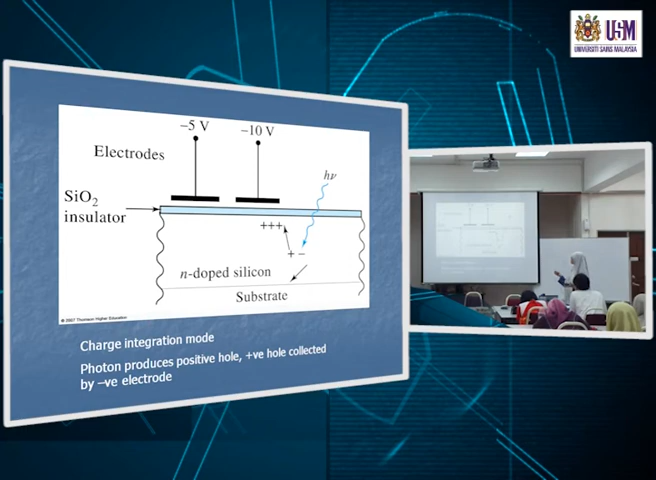 USM
UNIVERSITI SAINS MALAYSIA
−5 V
−10 V
Electrodes
hν
SiO₂
insulator
+++
+ −
n-doped silicon
Substrate
© 2007 Thomson Higher Education
Charge integration mode
Photon produces positive hole, +ve hole collected
by –ve electrode